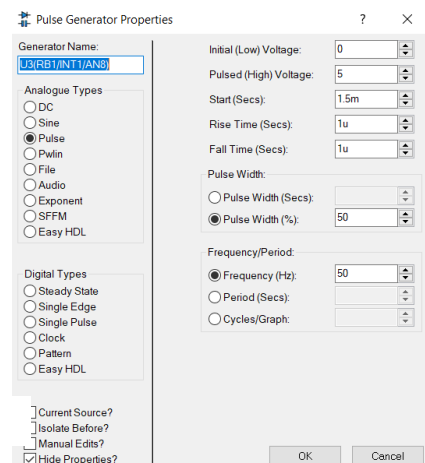 Pulse Generator Properties ? ×
Generator Name:
U3(RB1/INT1/AN8)
Analogue Types
DC
Sine
Pulse
Pwlin
File
Audio
Exponent
SFFM
Easy HDL
Digital Types
Steady State
Single Edge
Single Pulse
Clock
Pattern
Easy HDL
Current Source?
Isolate Before?
Manual Edits?
Hide Properties?
Initial (Low) Voltage: 0
Pulsed (High) Voltage: 5
Start (Secs): 1.5m
Rise Time (Secs): 1u
Fall Time (Secs): 1u
Pulse Width:
Pulse Width (Secs):
Pulse Width (%): 50
Frequency/Period:
Frequency (Hz): 50
Period (Secs):
Cycles/Graph:
OK Cancel